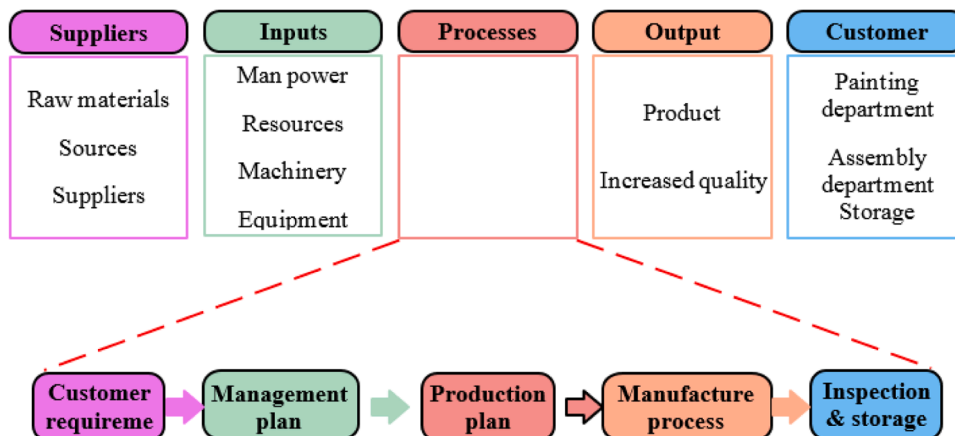 Suppliers
Inputs
Processes
Output
Customer
Raw materials
Sources
Suppliers
Man power
Resources
Machinery
Equipment
Product
Increased quality
Painting
department
Assembly
department
Storage
Customer
requireme
Management
plan
Production
plan
Manufacture
process
Inspection
& storage